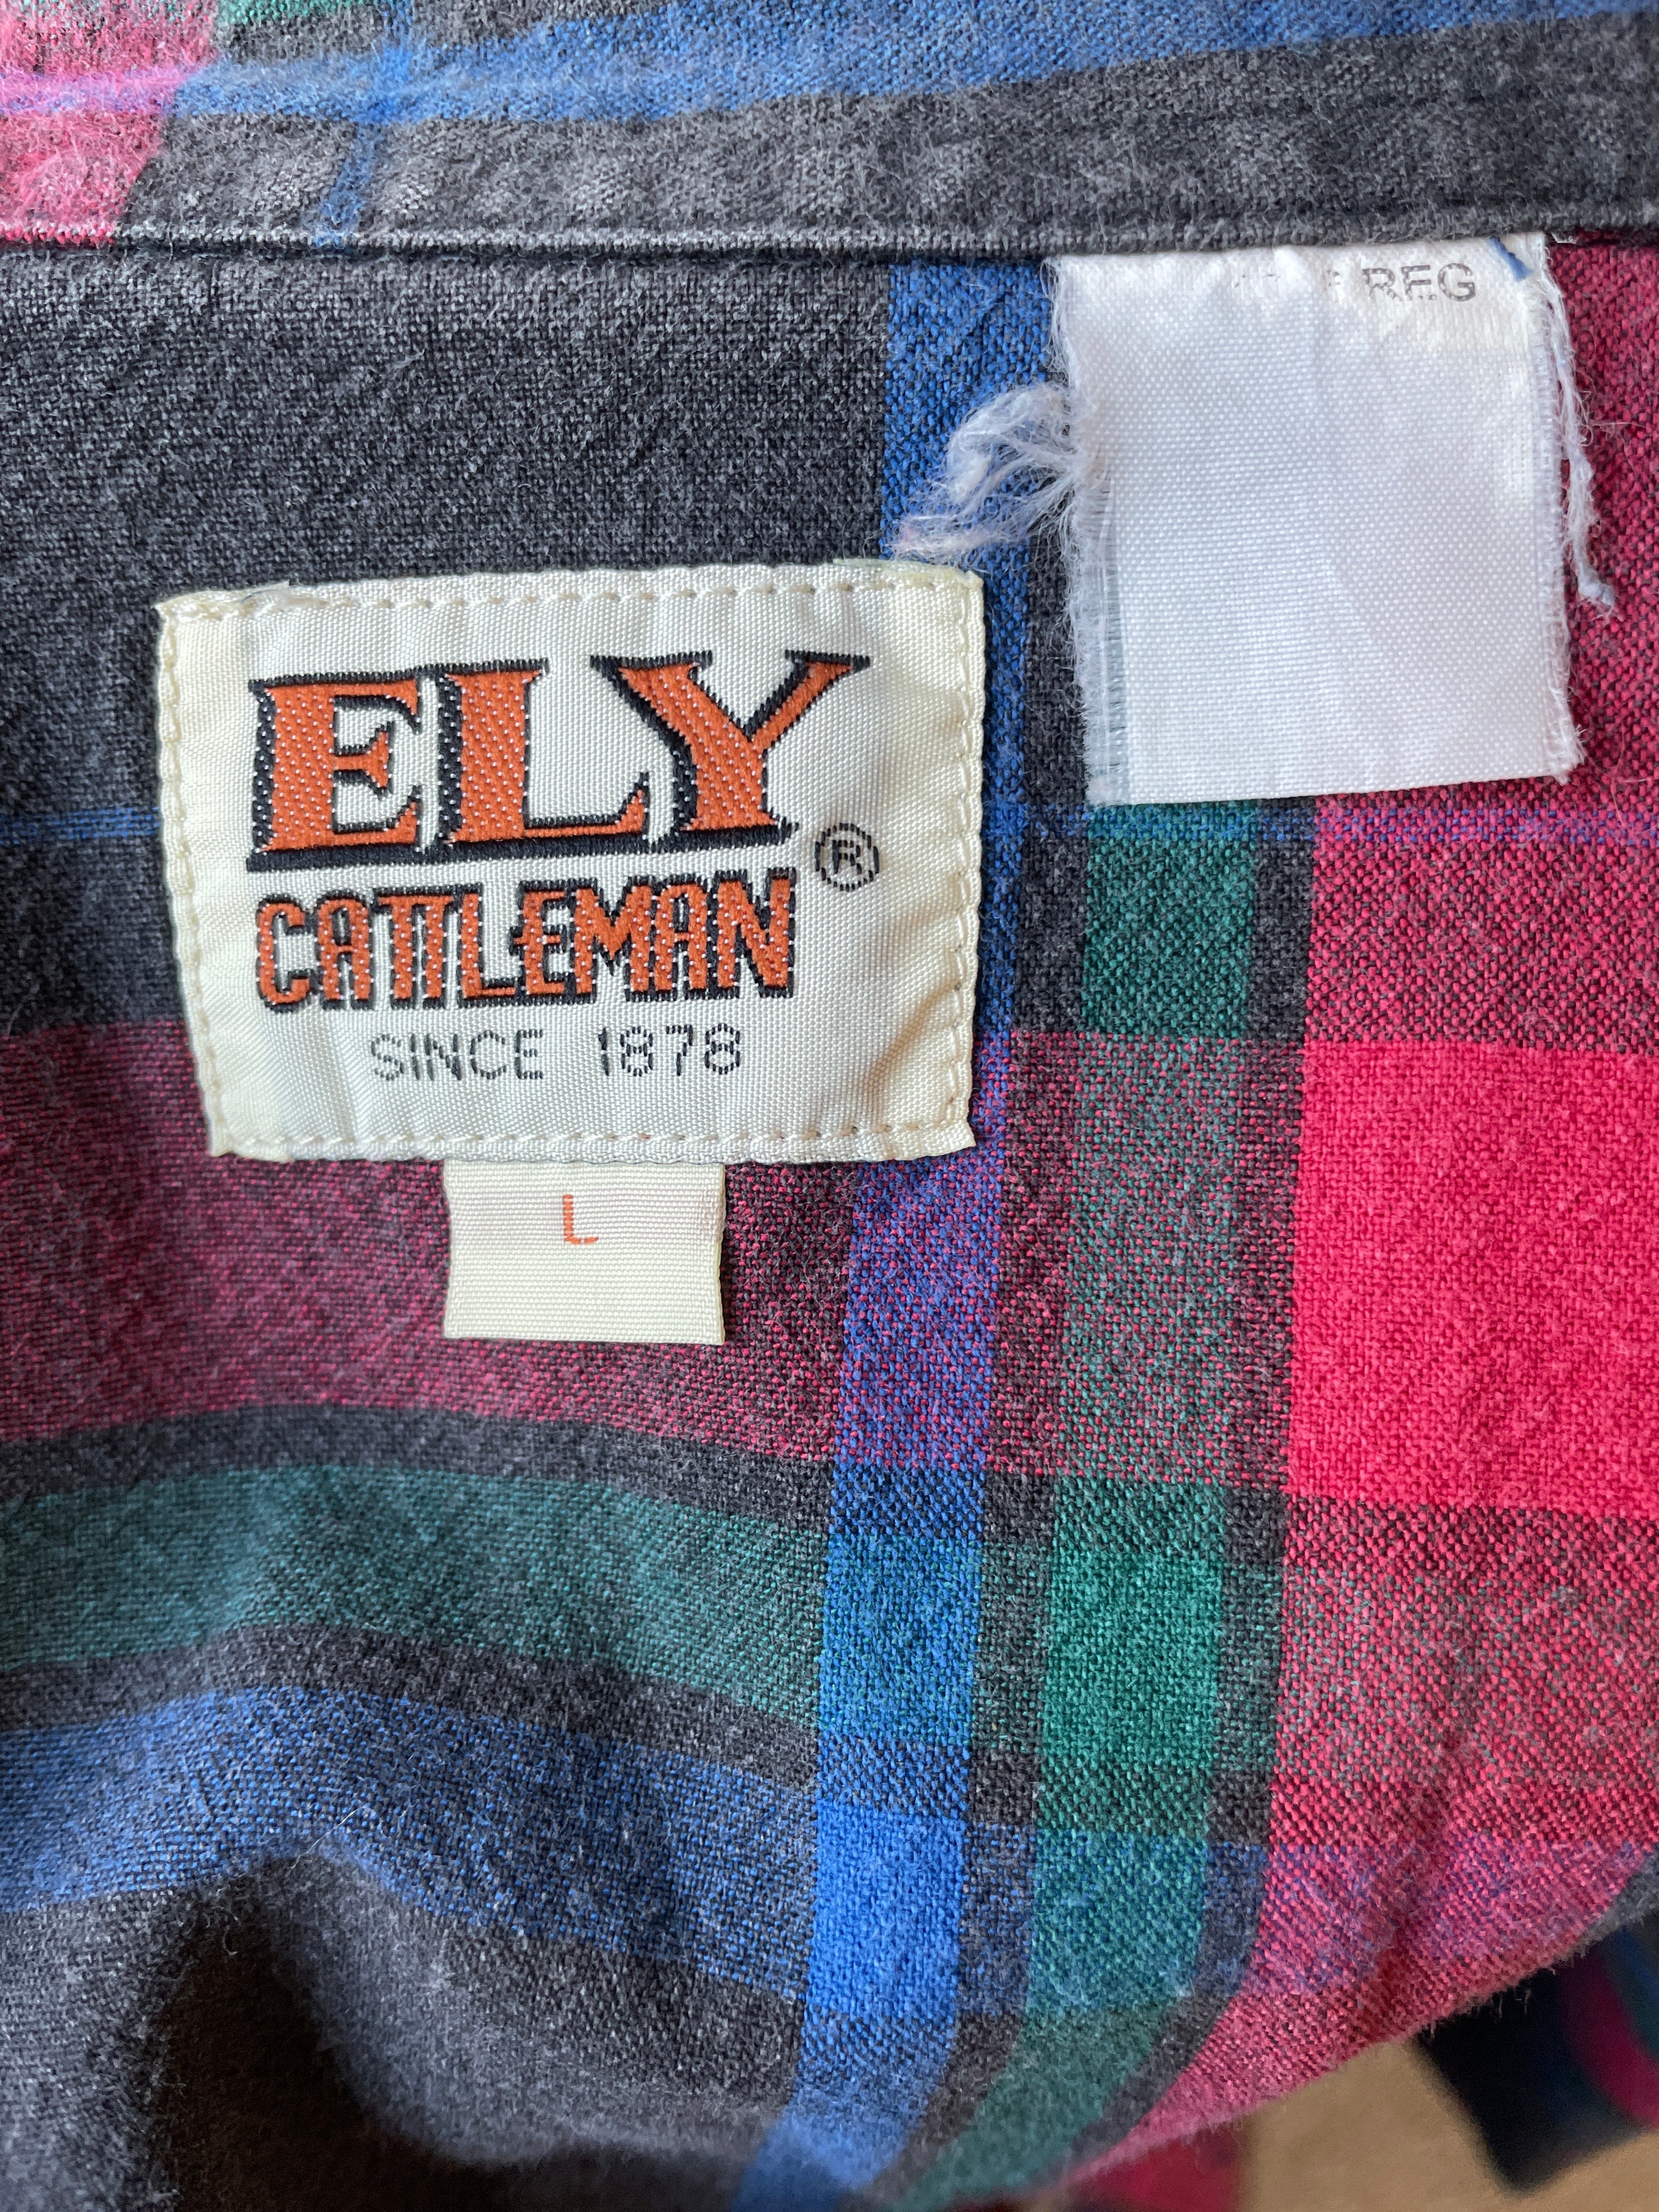 REG
ELY ®
CATTLEMAN
SINCE 1878
L